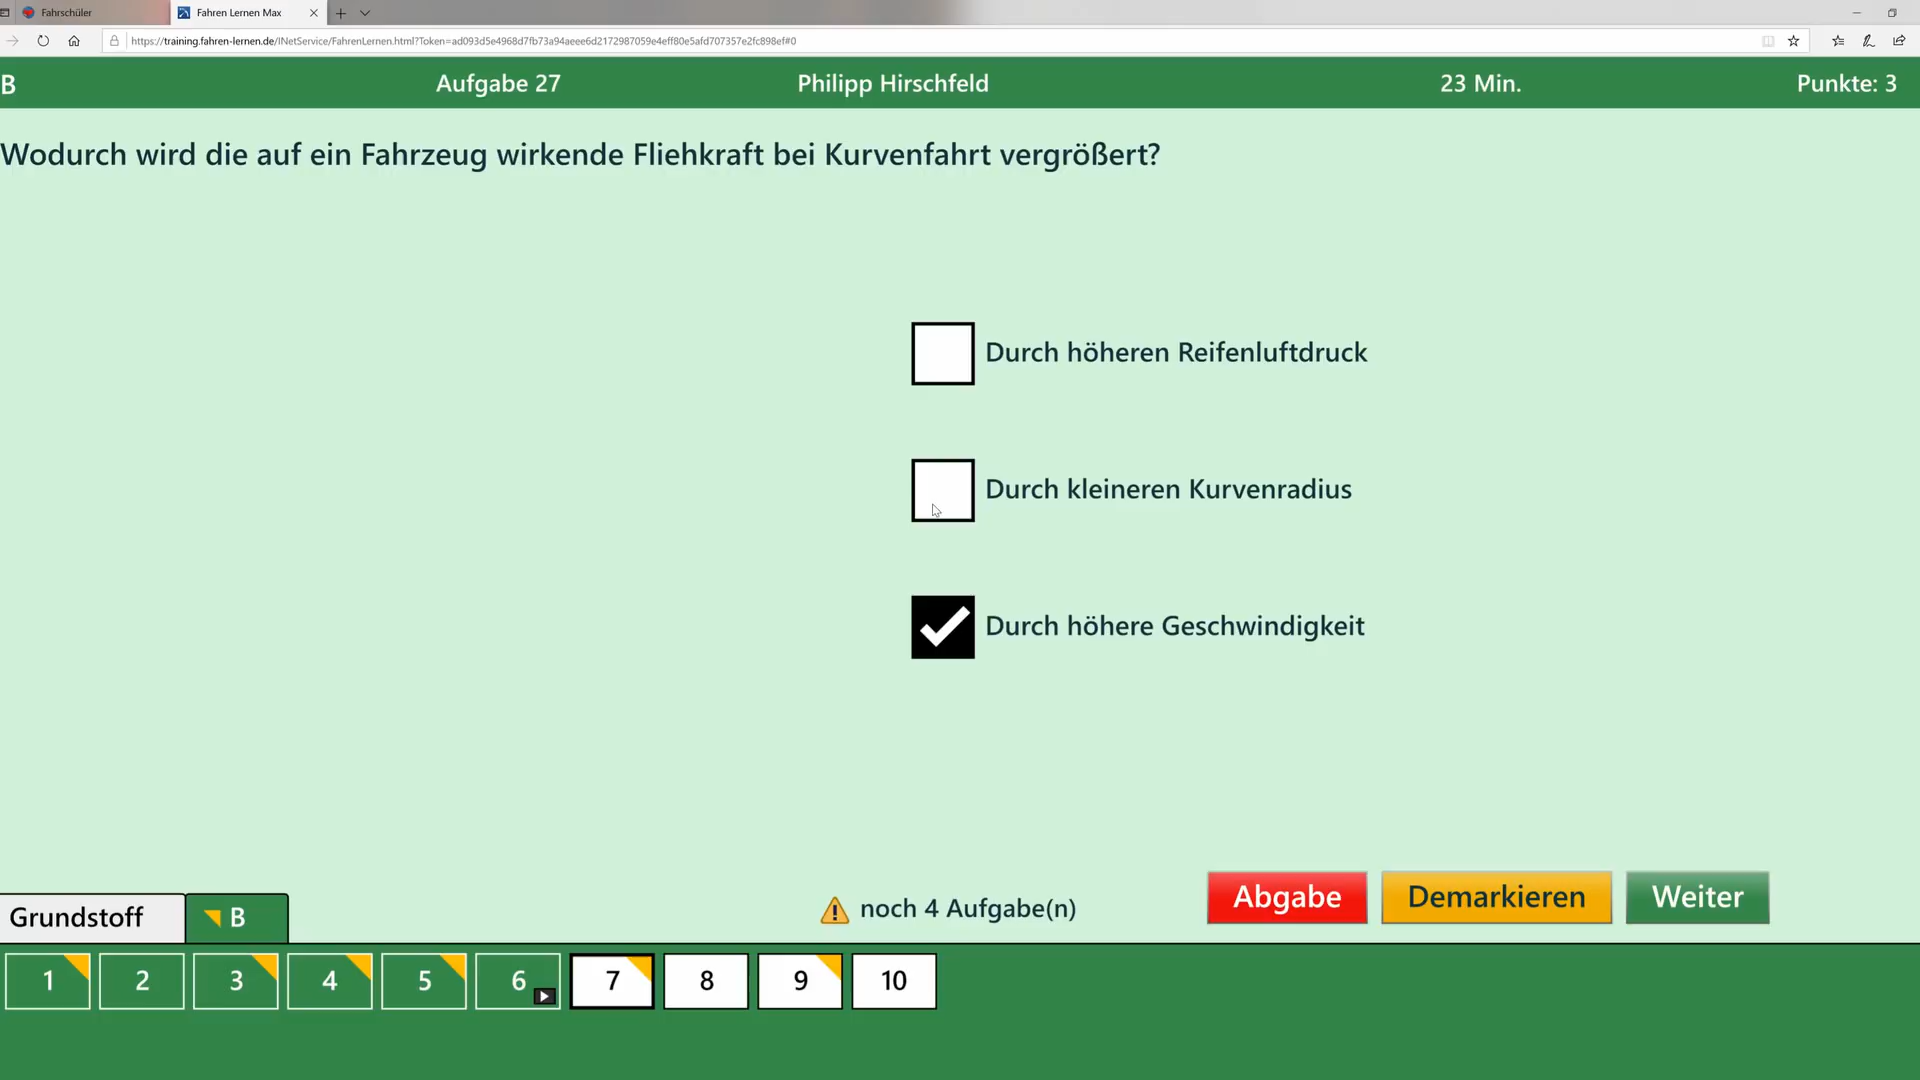 Fahrschüler
Fahren Lernen Max
https://training.fahren-lernen.de/INetService/FahrenLernen.html?Token=ad093d5e4968d7fb73a94aeee6d2172987059e4eff80e5afd707357e2fc898ef#0
B Aufgabe 27 Philipp Hirschfeld 23 Min. Punkte: 3
Wodurch wird die auf ein Fahrzeug wirkende Fliehkraft bei Kurvenfahrt vergrößert?
Durch höheren Reifenluftdruck
Durch kleineren Kurvenradius
Durch höhere Geschwindigkeit
noch 4 Aufgabe(n)
Abgabe Demarkieren Weiter
Grundstoff B
1 2 3 4 5 6 7 8 9 10